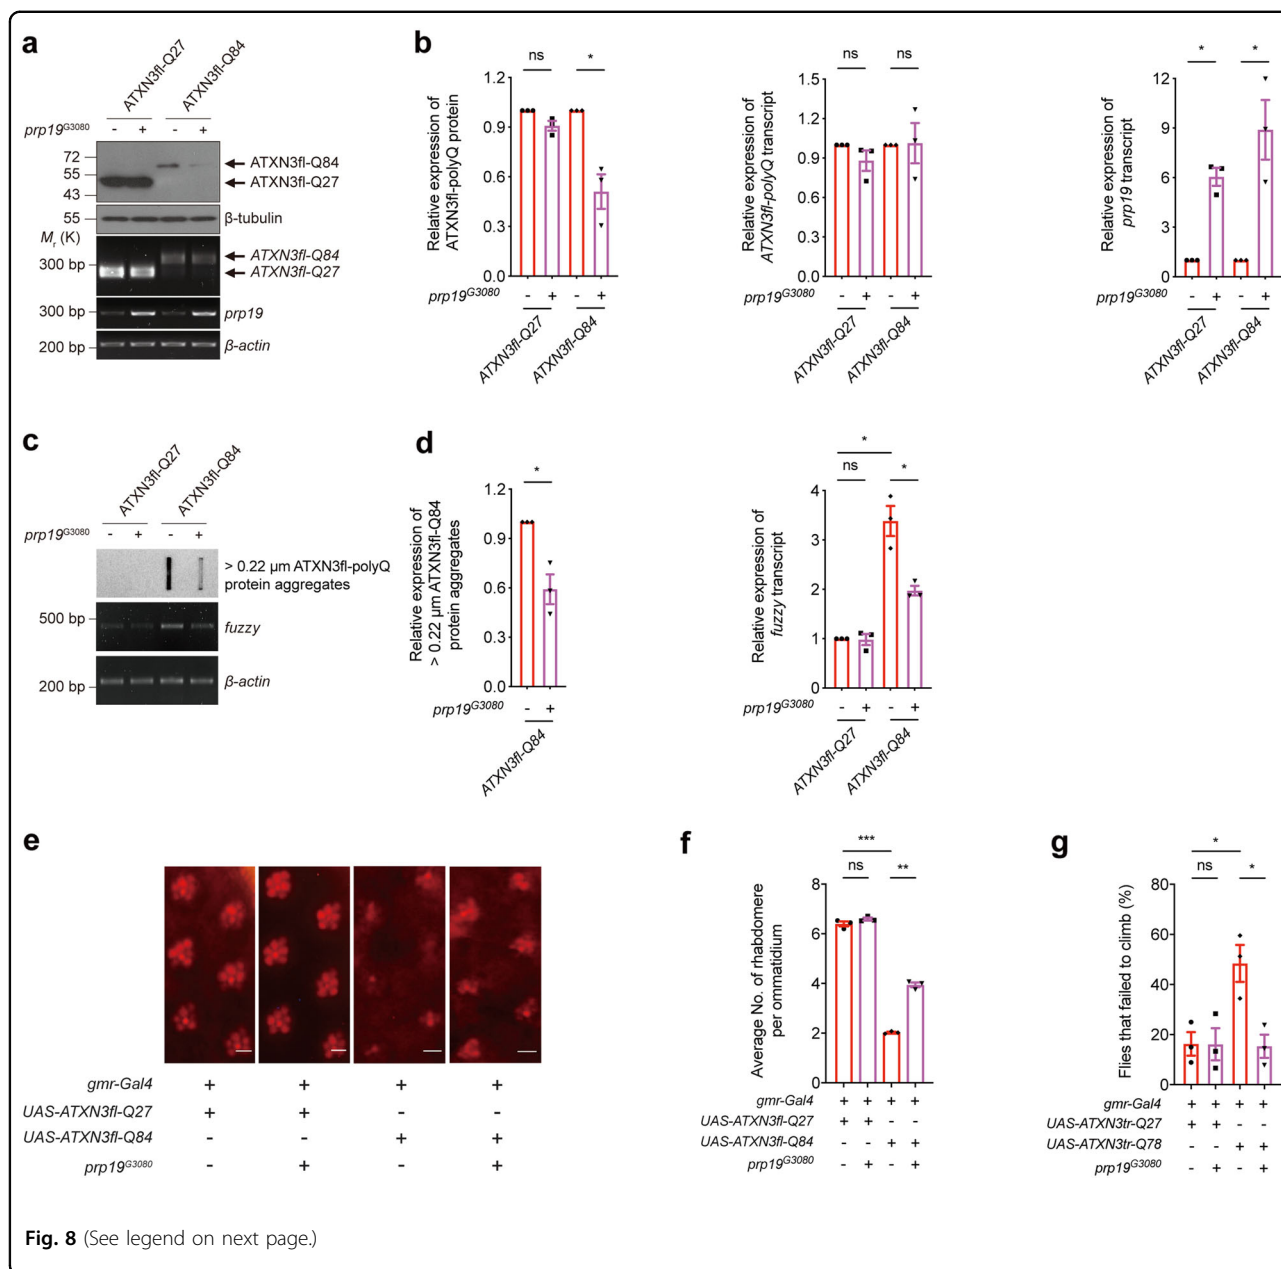 a
ATXN3fl-Q27
ATXN3fl-Q84
prp19G3080
- + - +
72
55
43
ATXN3fl-Q84
ATXN3fl-Q27
55
β-tubulin
Mr (K)
300 bp
ATXN3fl-Q84
ATXN3fl-Q27
300 bp
prp19
200 bp
β-actin
b
Relative expression of
ATXN3fl-polyQ protein
1.2
0.9
0.6
0.3
0.0
ns
*
prp19G3080
- + - +
ATXN3fl-Q27
ATXN3fl-Q84
Relative expression of
ATXN3fl-polyQ transcript
1.5
1.2
0.9
0.6
0.3
0.0
ns
ns
prp19G3080
- + - +
ATXN3fl-Q27
ATXN3fl-Q84
Relative expression of
prp19 transcript
12
9
6
3
0
*
*
prp19G3080
- + - +
ATXN3fl-Q27
ATXN3fl-Q84
c
ATXN3fl-Q27
ATXN3fl-Q84
prp19G3080
- + - +
> 0.22 μm ATXN3fl-polyQ
protein aggregates
500 bp
fuzzy
200 bp
β-actin
d
Relative expression of
> 0.22 μm ATXN3fl-Q84
protein aggregates
1.2
0.9
0.6
0.3
0.0
*
prp19G3080
- +
ATXN3fl-Q84
Relative expression of
fuzzy transcript
4
3
2
1
0
*
ns
*
prp19G3080
- + - +
ATXN3fl-Q27
ATXN3fl-Q84
e
gmr-Gal4 + + + +
UAS-ATXN3fl-Q27 + + - -
UAS-ATXN3fl-Q84 - - + +
prp19G3080 - + - +
f
Average No. of rhabdomere
per ommatidium
8
6
4
2
0
***
ns
**
gmr-Gal4 + + + +
UAS-ATXN3fl-Q27 + + - -
UAS-ATXN3fl-Q84 - - + +
prp19G3080 - + - +
g
Flies that failed to climb (%)
80
60
40
20
0
*
ns
*
gmr-Gal4 + + + +
UAS-ATXN3tr-Q27 + + - -
UAS-ATXN3tr-Q78 - - + +
prp19G3080 - + - +
Fig. 8 (See legend on next page.)